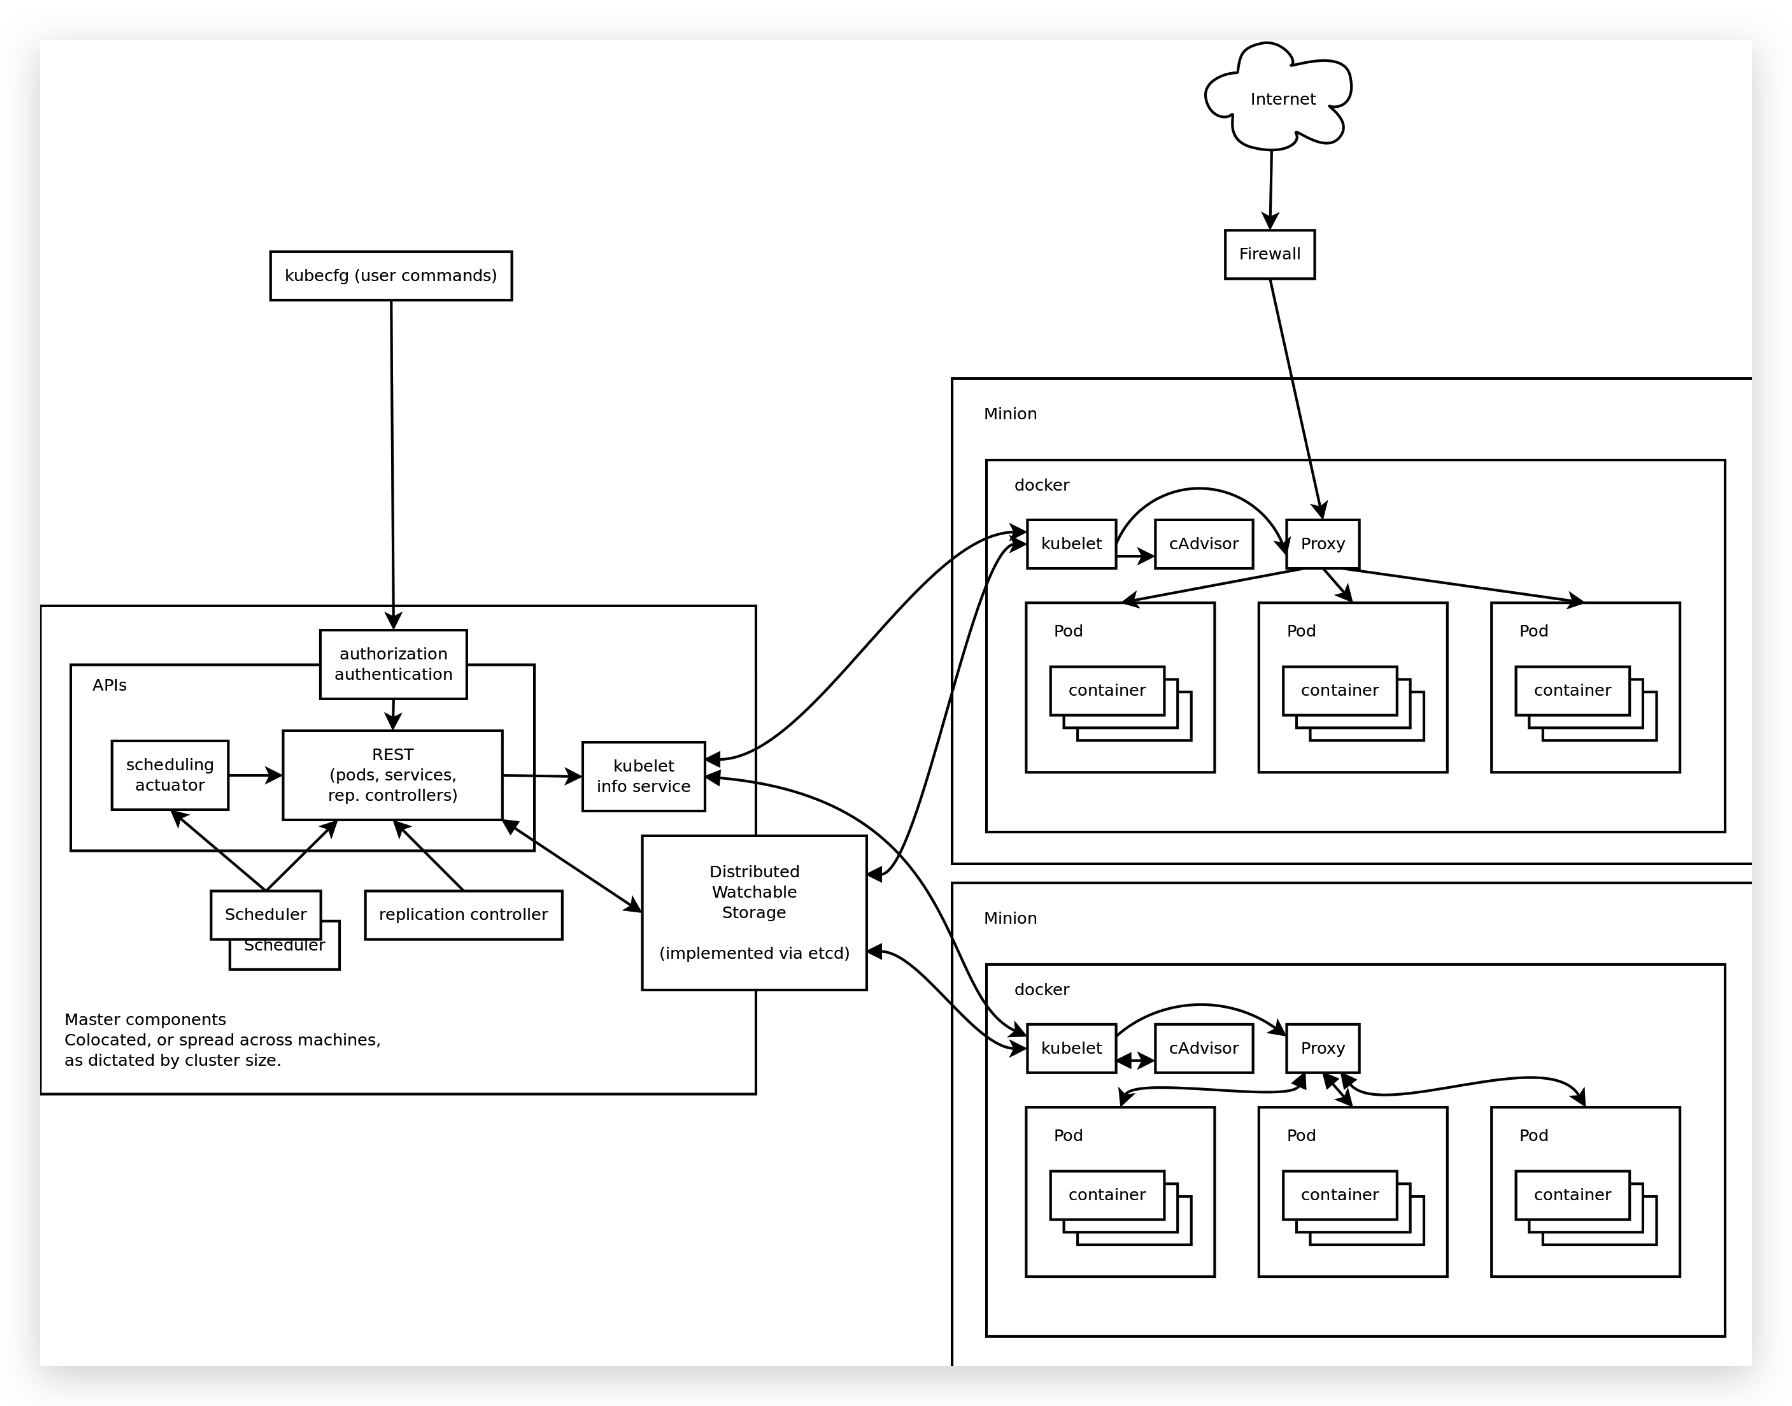 Internet
Firewall
kubecfg (user commands)
Minion
docker
kubelet
cAdvisor
Proxy
Pod
container
Pod
container
Pod
container
authorization
authentication
APIs
scheduling
actuator
REST
(pods, services,
rep. controllers)
kubelet
info service
Distributed
Watchable
Storage
(implemented via etcd)
Scheduler
Scheduler
replication controller
Master components
Colocated, or spread across machines,
as dictated by cluster size.
Minion
docker
kubelet
cAdvisor
Proxy
Pod
container
Pod
container
Pod
container